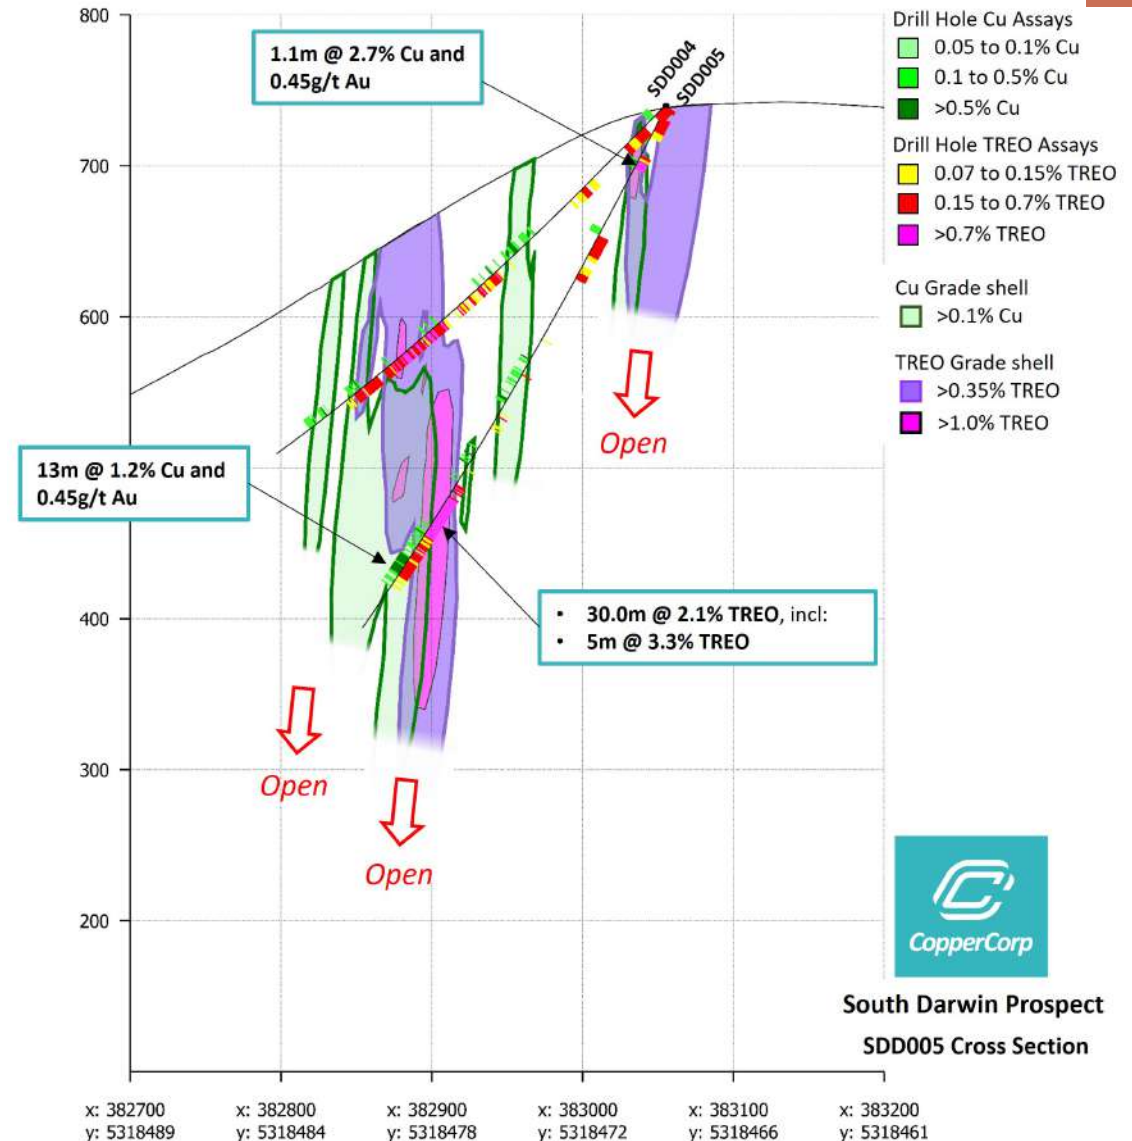 800
700
600
400
300
200
1.1m @ 2.7% Cu and
0.45g/t Au
SDD004
SDD005
Drill Hole Cu Assays
0.05 to 0.1% Cu
0.1 to 0.5% Cu
>0.5% Cu
Drill Hole TREO Assays
0.07 to 0.15% TREO
0.15 to 0.7% TREO
>0.7% TREO
Cu Grade shell
>0.1% Cu
TREO Grade shell
>0.35% TREO
>1.0% TREO
Open
13m @ 1.2% Cu and
0.45g/t Au
• 30.0m @ 2.1% TREO, incl:
• 5m @ 3.3% TREO
Open
Open
CopperCorp
South Darwin Prospect
SDD005 Cross Section
x: 382700
y: 5318489
x: 382800
y: 5318484
x: 382900
y: 5318478
x: 383000
y: 5318472
x: 383100
y: 5318466
x: 383200
y: 5318461